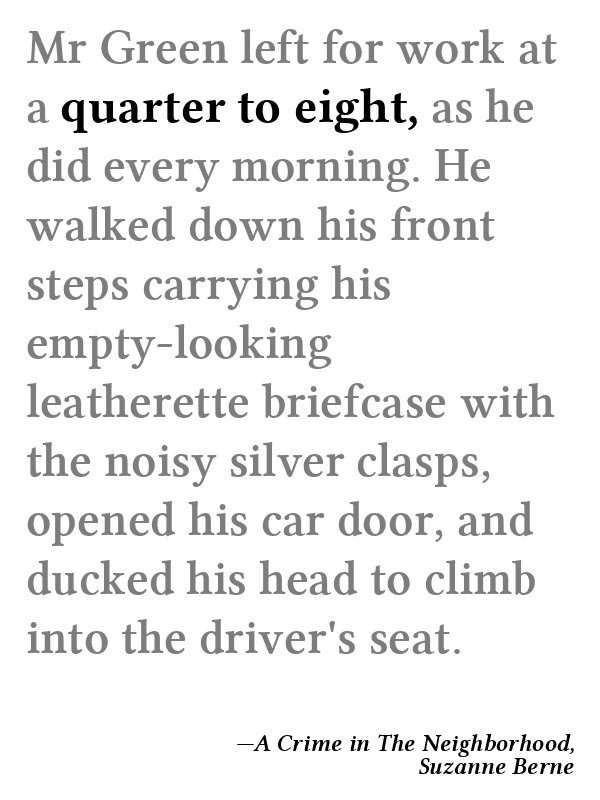 Mr Green left for work at
a quarter to eight, as he
did every morning. He
walked down his front
steps carrying his
empty-looking
leatherette briefcase with
the noisy silver clasps,
opened his car door, and
ducked his head to climb
into the driver's seat.
—A Crime in The Neighborhood,
Suzanne Berne